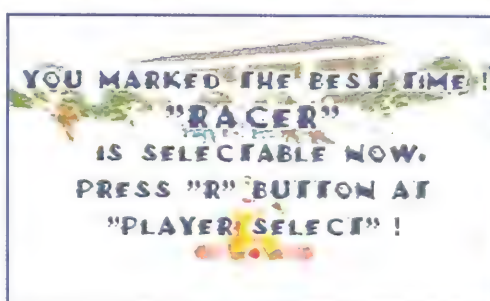 YOU MARKED THE BEST TIME !
"RACER"
IS SELECTABLE NOW.
PRESS "R" BUTTON AT
"PLAYER SELECT" !